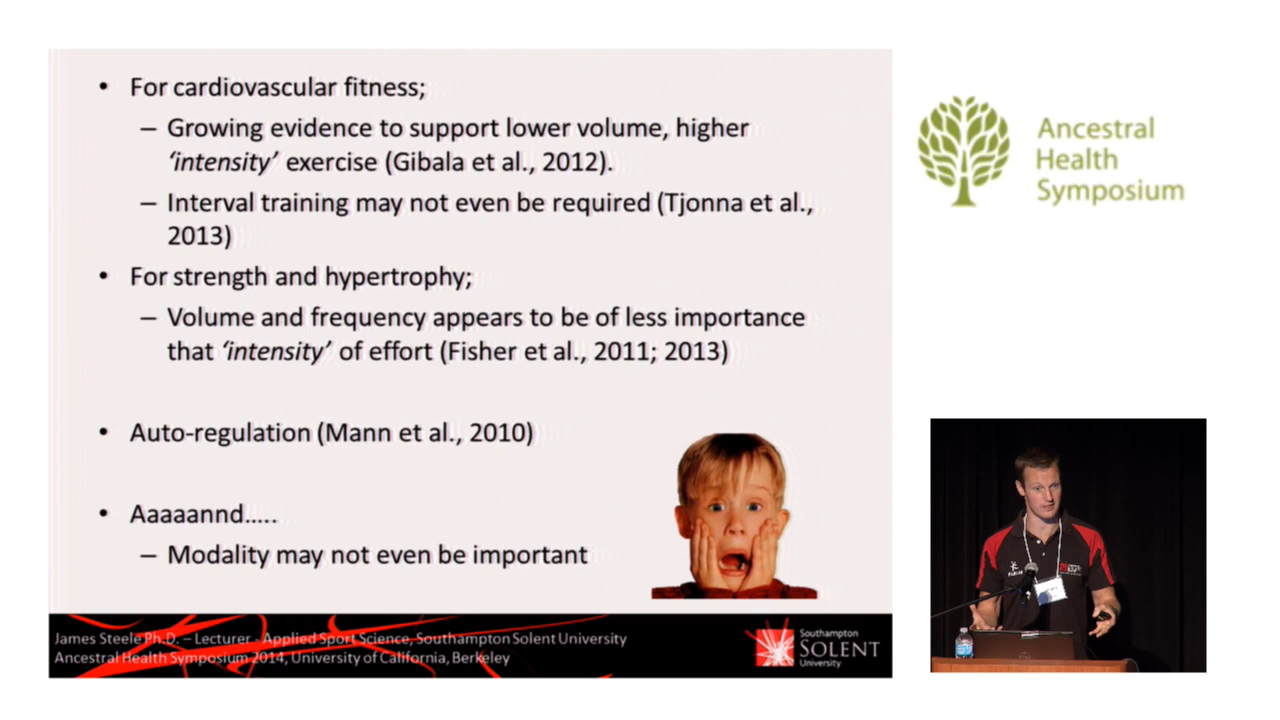 • For cardiovascular fitness;
– Growing evidence to support lower volume, higher
‘intensity’ exercise (Gibala et al., 2012).
– Interval training may not even be required (Tjonna et al.,
2013)
• For strength and hypertrophy;
– Volume and frequency appears to be of less importance
that ‘intensity’ of effort (Fisher et al., 2011; 2013)
• Auto-regulation (Mann et al., 2010)
• Aaaaannd.....
– Modality may not even be important
James Steele Ph.D. – Lecturer - Applied Sport Science, Southampton Solent University
Ancestral Health Symposium 2014, University of California, Berkeley
Southampton
SOLENT
University
Ancestral
Health
Symposium